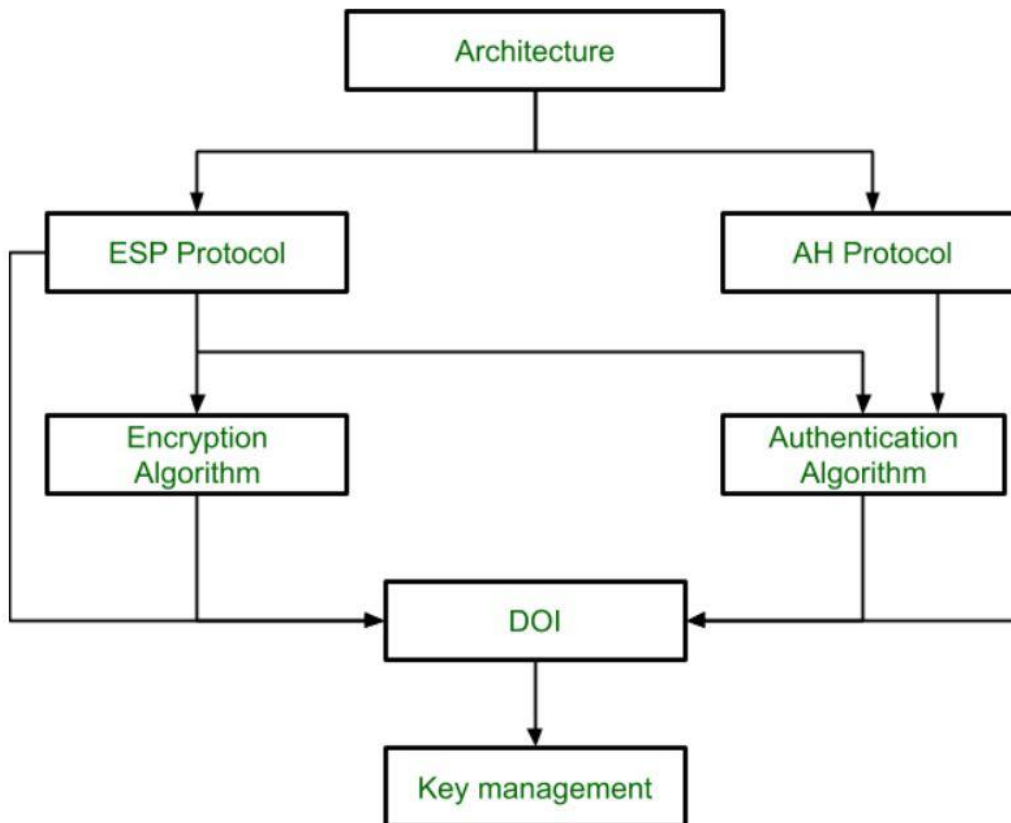 Architecture
ESP Protocol
AH Protocol
Encryption
Algorithm
Authentication
Algorithm
DOI
Key management